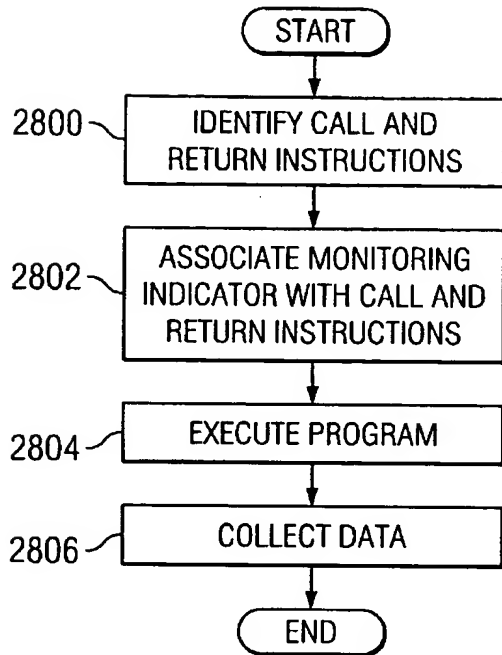 START
2800
IDENTIFY CALL AND
RETURN INSTRUCTIONS
2802
ASSOCIATE MONITORING
INDICATOR WITH CALL AND
RETURN INSTRUCTIONS
2804
EXECUTE PROGRAM
2806
COLLECT DATA
END